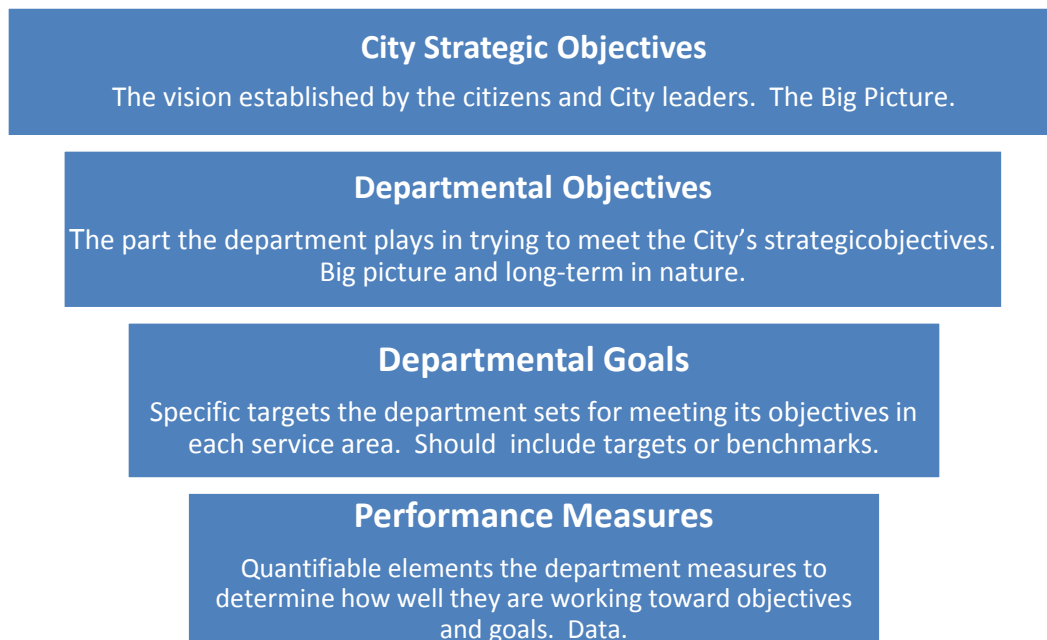 City Strategic Objectives
The vision established by the citizens and City leaders.  The Big Picture.
Departmental Objectives
The part the department plays in trying to meet the City’s strategicobjectives.
Big picture and long-term in nature.
Departmental Goals
Specific targets the department sets for meeting its objectives in
each service area.  Should  include targets or benchmarks.
Performance Measures
Quantifiable elements the department measures to
determine how well they are working toward objectives
and goals.  Data.